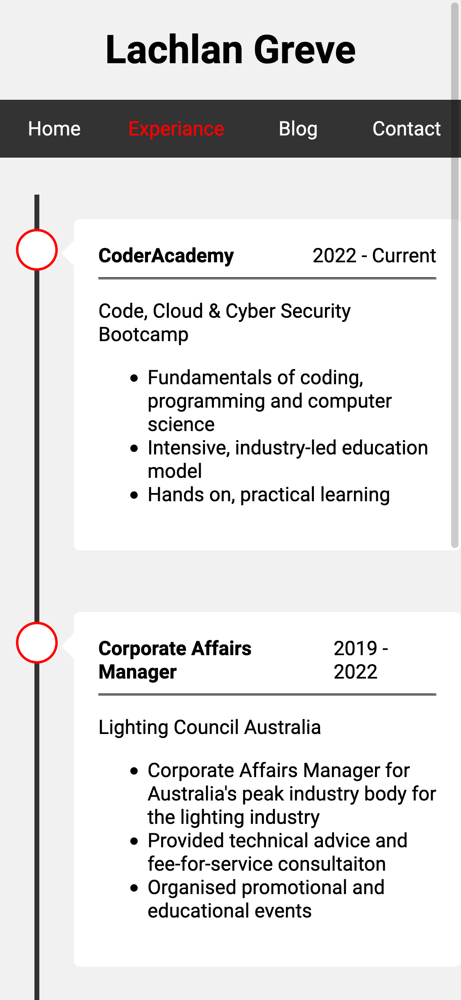 Lachlan Greve
Home Experiance Blog Contact
CoderAcademy 2022 - Current
Code, Cloud & Cyber Security
Bootcamp
Fundamentals of coding,
programming and computer
science
Intensive, industry-led education
model
Hands on, practical learning
Corporate Affairs 2019 -
Manager 2022
Lighting Council Australia
Corporate Affairs Manager for
Australia's peak industry body for
the lighting industry
Provided technical advice and
fee-for-service consultaiton
Organised promotional and
educational events